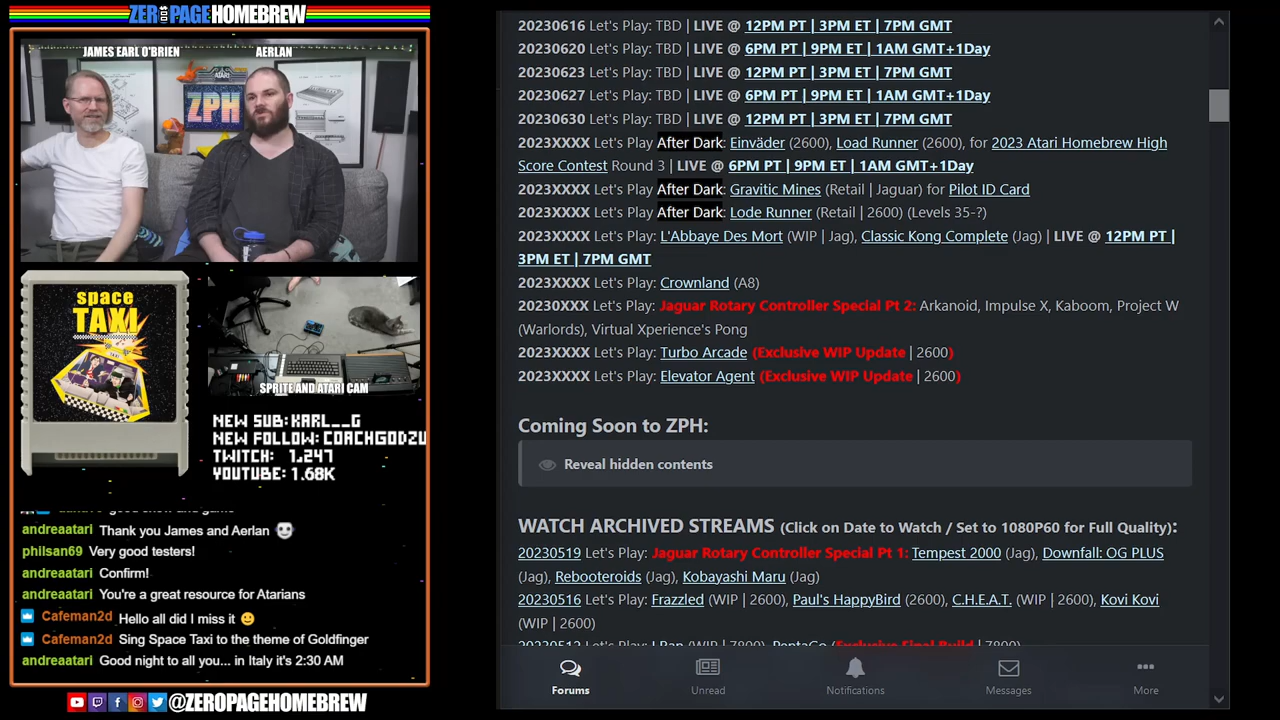 ZEROPAGEHOMEBREW
JAMES EARL O'BRIEN
AERLAN
ATARI
ZPH
space
TAXI
SPRITE AND ATARI CAM
NEW SUB:KARL__G
NEW FOLLOW:COACHGODZU
TWITCH: 1,247
YOUTUBE:1.68K
andreaatari Thank you James and Aerlan
philsan69 Very good testers!
andreaatari Confirm!
andreaatari You're a great resource for Atarians
Cafeman2d Hello all did I miss it
Cafeman2d Sing Space Taxi to the theme of Goldfinger
andreaatari Good night to all you... in Italy it's 2:30 AM
@ZEROPAGEHOMEBREW
20230616 Let's Play: TBD | LIVE @ 12PM PT | 3PM ET | 7PM GMT
20230620 Let's Play: TBD | LIVE @ 6PM PT | 9PM ET | 1AM GMT+1Day
20230623 Let's Play: TBD | LIVE @ 12PM PT | 3PM ET | 7PM GMT
20230627 Let's Play: TBD | LIVE @ 6PM PT | 9PM ET | 1AM GMT+1Day
20230630 Let's Play: TBD | LIVE @ 12PM PT | 3PM ET | 7PM GMT
2023XXXX Let's Play After Dark: Einväder (2600), Load Runner (2600), for 2023 Atari Homebrew High
Score Contest Round 3 | LIVE @ 6PM PT | 9PM ET | 1AM GMT+1Day
2023XXXX Let's Play After Dark: Gravitic Mines (Retail | Jaguar) for Pilot ID Card
2023XXXX Let's Play After Dark: Lode Runner (Retail | 2600) (Levels 35-?)
2023XXXX Let's Play: L'Abbaye Des Mort (WIP | Jag), Classic Kong Complete (Jag) | LIVE @ 12PM PT |
3PM ET | 7PM GMT
2023XXXX Let's Play: Crownland (A8)
20230XXX Let's Play: Jaguar Rotary Controller Special Pt 2: Arkanoid, Impulse X, Kaboom, Project W
(Warlords), Virtual Xperience's Pong
2023XXXX Let's Play: Turbo Arcade (Exclusive WIP Update | 2600)
2023XXXX Let's Play: Elevator Agent (Exclusive WIP Update | 2600)
Coming Soon to ZPH:
Reveal hidden contents
WATCH ARCHIVED STREAMS (Click on Date to Watch / Set to 1080P60 for Full Quality):
20230519 Let's Play: Jaguar Rotary Controller Special Pt 1: Tempest 2000 (Jag), Downfall: OG PLUS
(Jag), Rebooteroids (Jag), Kobayashi Maru (Jag)
20230516 Let's Play: Frazzled (WIP | 2600), Paul's HappyBird (2600), C.H.E.A.T. (WIP | 2600), Kovi Kovi
(WIP | 2600)
Forums
Unread
Notifications
Messages
More